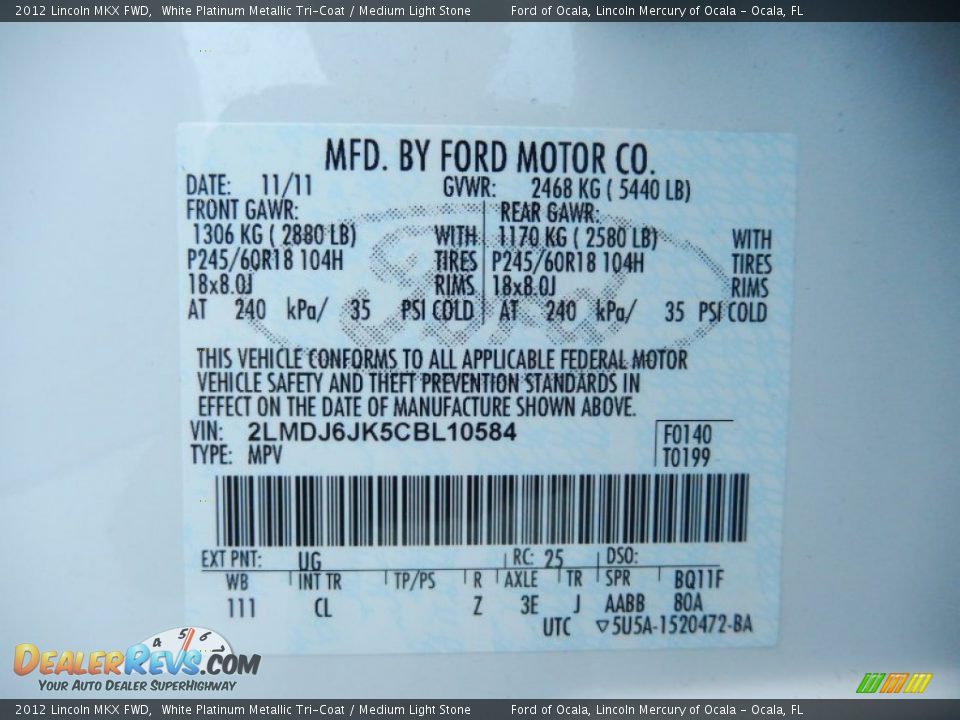 2012 Lincoln MKX FWD, White Platinum Metallic Tri-Coat / Medium Light Stone Ford of Ocala, Lincoln Mercury of Ocala - Ocala, FL
MFD. BY FORD MOTOR CO.
DATE: 11/11 GVWR: 2468 KG ( 5440 LB)
FRONT GAWR: REAR GAWR:
1306 KG ( 2880 LB) WITH 1170 KG ( 2580 LB) WITH
P245/60R18 104H TIRES P245/60R18 104H TIRES
18x8.0J RIMS 18x8.0J RIMS
AT 240 kPa/ 35 PSI COLD AT 240 kPa/ 35 PSI COLD
Ford
THIS VEHICLE CONFORMS TO ALL APPLICABLE FEDERAL MOTOR
VEHICLE SAFETY AND THEFT PREVENTION STANDARDS IN
EFFECT ON THE DATE OF MANUFACTURE SHOWN ABOVE.
VIN: 2LMDJ6JK5CBL10584 F0140
TYPE: MPV T0199
EXT PNT: UG RC: 25 DSO:
WB INT TR TP/PS R AXLE TR SPR BQ11F
111 CL Z 3E J AABB 80A
UTC ▽5U5A-1520472-BA
4 5 6
DealerRevs.com
Your Auto Dealer SuperHighway
2012 Lincoln MKX FWD, White Platinum Metallic Tri-Coat / Medium Light Stone Ford of Ocala, Lincoln Mercury of Ocala - Ocala, FL